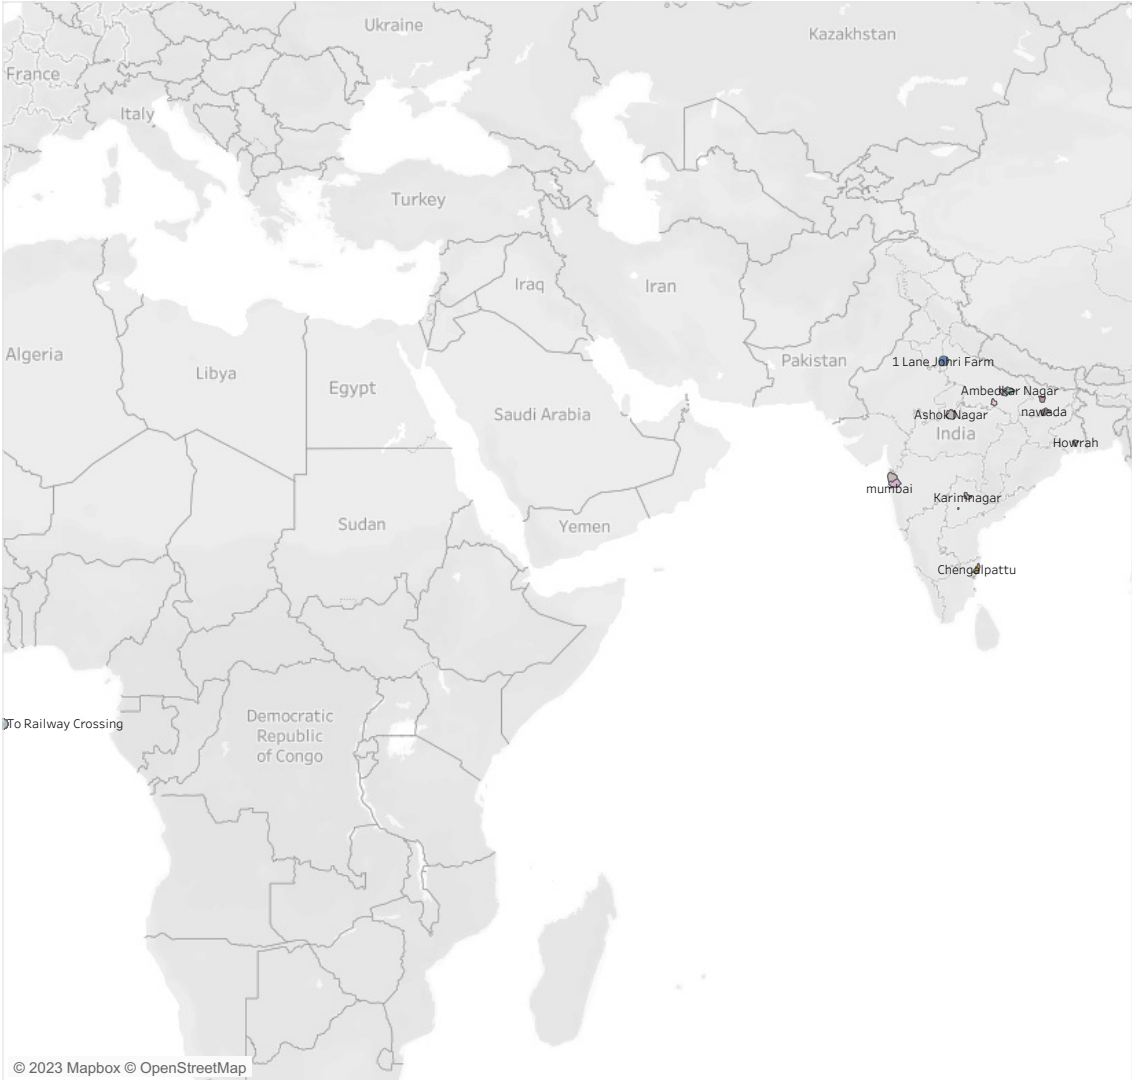 Ukraine
Kazakhstan
France
Italy
Turkey
Iraq
Iran
Algeria
Libya
Egypt
Pakistan
1 Lane Johri Farm
Ambedkar Nagar
Saudi Arabia
Ashok Nagar
nawada
India
Howrah
mumbai
Karimnagar
Sudan
Yemen
Chengalpattu
To Railway Crossing
Democratic
Republic
of Congo
© 2023 Mapbox © OpenStreetMap